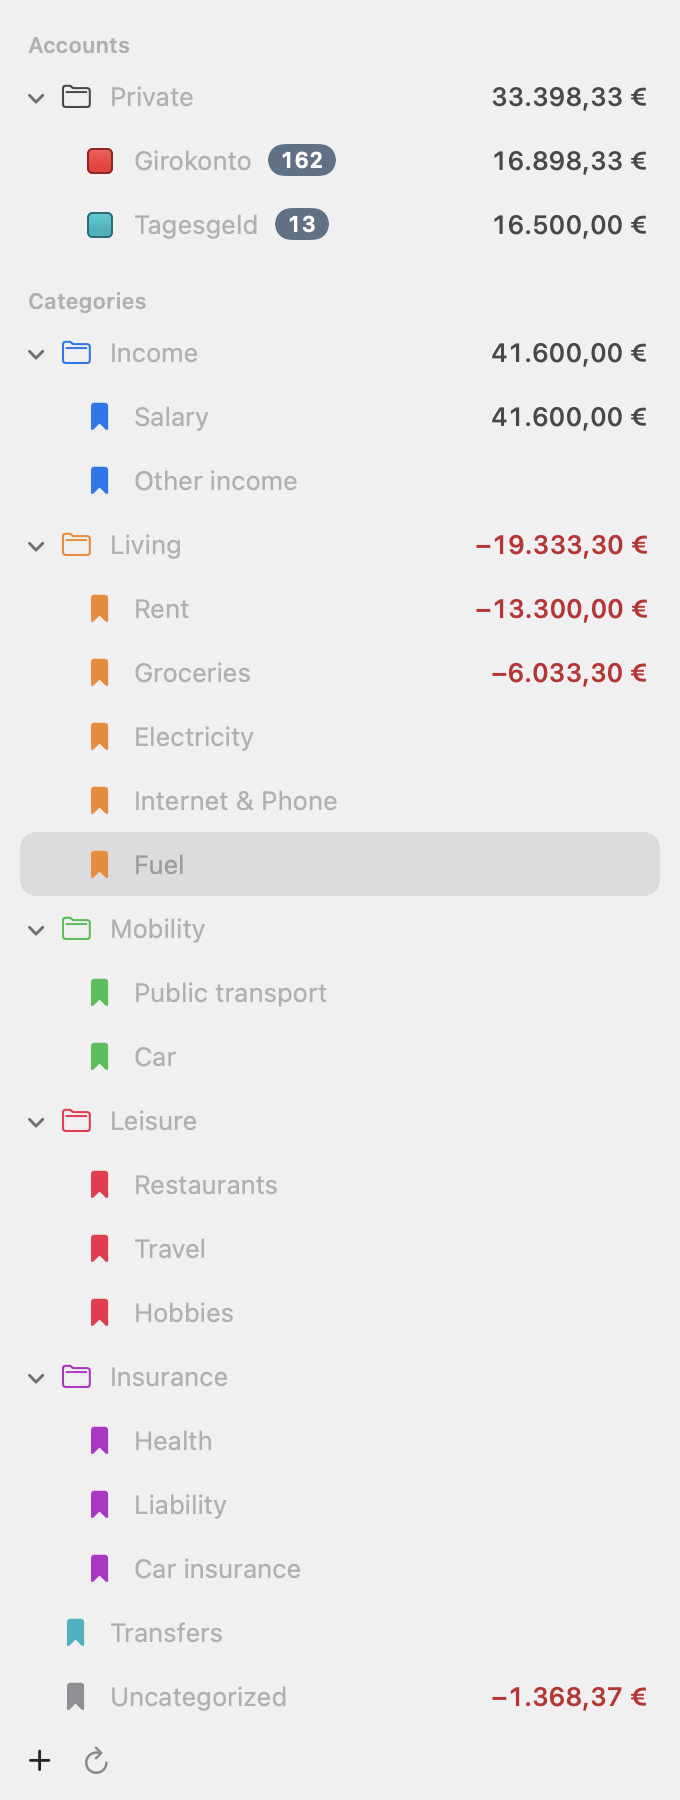 Accounts
Private 33.398,33 €
Girokonto 162 16.898,33 €
Tagesgeld 13 16.500,00 €
Categories
Income 41.600,00 €
Salary 41.600,00 €
Other income
Living −19.333,30 €
Rent −13.300,00 €
Groceries −6.033,30 €
Electricity
Internet & Phone
Fuel
Mobility
Public transport
Car
Leisure
Restaurants
Travel
Hobbies
Insurance
Health
Liability
Car insurance
Transfers
Uncategorized −1.368,37 €